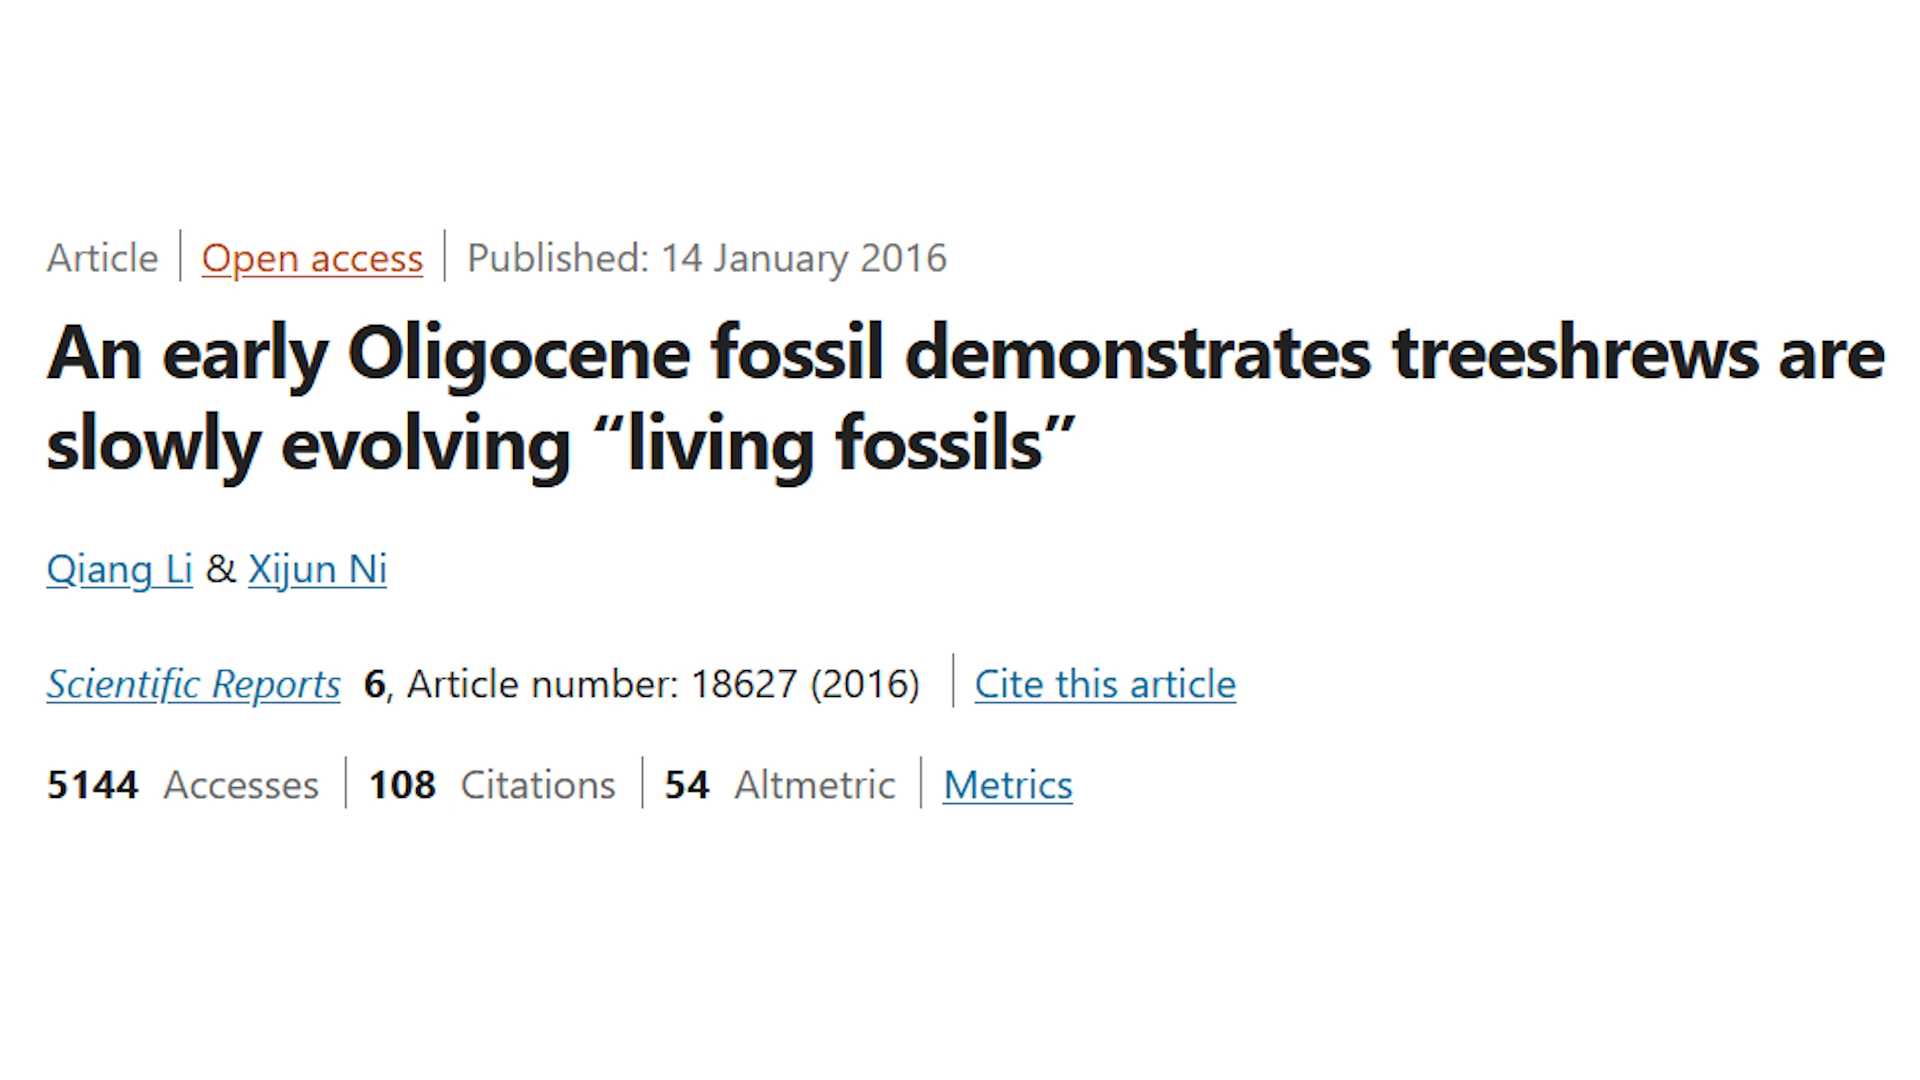 Article | Open access | Published: 14 January 2016
An early Oligocene fossil demonstrates treeshrews are
slowly evolving “living fossils”
Qiang Li & Xijun Ni
Scientific Reports 6, Article number: 18627 (2016) | Cite this article
5144 Accesses | 108 Citations | 54 Altmetric | Metrics